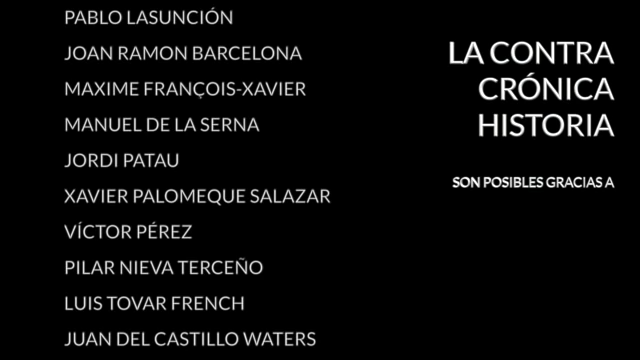 PABLO LASUNCIÓN
JOAN RAMON BARCELONA
MAXIME FRANÇOIS-XAVIER
MANUEL DE LA SERNA
JORDI PATAU
XAVIER PALOMEQUE SALAZAR
VÍCTOR PÉREZ
PILAR NIEVA TERCEÑO
LUIS TOVAR FRENCH
JUAN DEL CASTILLO WATERS
LA CONTRA
CRÓNICA
HISTORIA
SON POSIBLES GRACIAS A